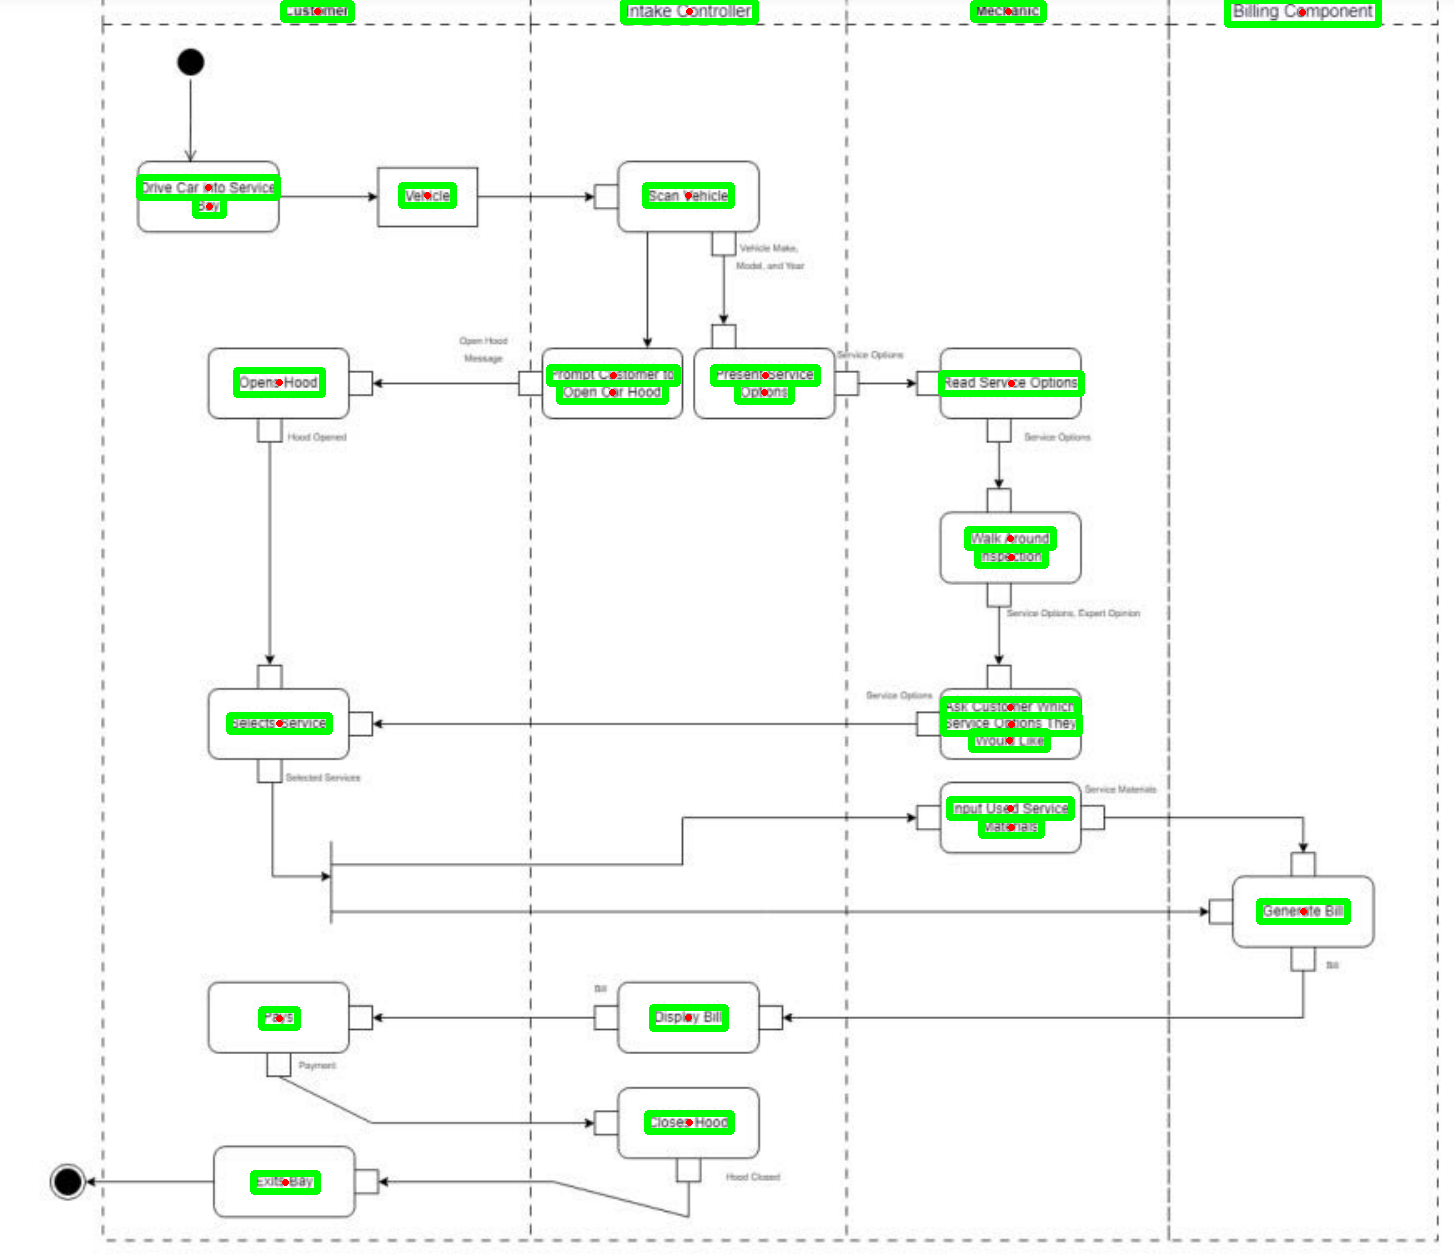 Customer
Intake Controller
Mechanic
Billing Component
Drive Car into Service
Bay
Vehicle
Scan Vehicle
Vehicle Make,
Model, and Year
Open Hood
Message
Opens Hood
Prompt Customer to
Open Car Hood
Present Service
Options
Service Options
Read Service Options
Hood Opened
Service Options
Walk Around
Inspection
Service Options, Expert Opinion
Selects Service
Service Options
Ask Customer Which
Service Options They
Would Like
Selected Services
Input Used Service
Materials
Service Materials
Generate Bill
Bill
Pays
Bill
Display Bill
Payment
Closes Hood
Hood Closed
Exits Bay